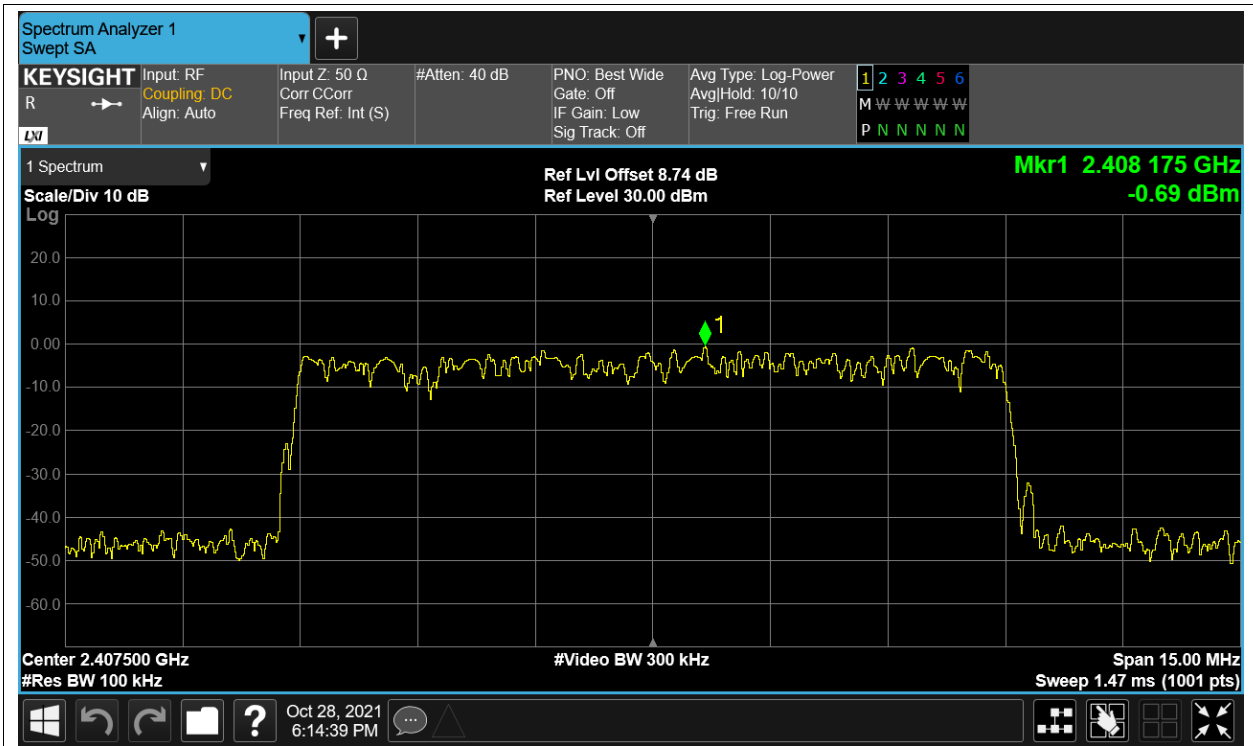 Spectrum Analyzer 1
Swept SA
+
KEYSIGHT
R
LXI
Input: RF
Coupling: DC
Align: Auto
Input Z: 50 Ω
Corr CCorr
Freq Ref: Int (S)
#Atten: 40 dB
PNO: Best Wide
Gate: Off
IF Gain: Low
Sig Track: Off
Avg Type: Log-Power
Avg|Hold: 10/10
Trig: Free Run
1 2 3 4 5 6
M W W W W W
P N N N N N
1 Spectrum
Scale/Div 10 dB
Log
Ref Lvl Offset 8.74 dB
Ref Level 30.00 dBm
Mkr1 2.408 175 GHz
-0.69 dBm
20.0
10.0
0.00
-10.0
-20.0
-30.0
-40.0
-50.0
-60.0
1
Center 2.407500 GHz
#Res BW 100 kHz
#Video BW 300 kHz
Span 15.00 MHz
Sweep 1.47 ms (1001 pts)
?
Oct 28, 2021
6:14:39 PM